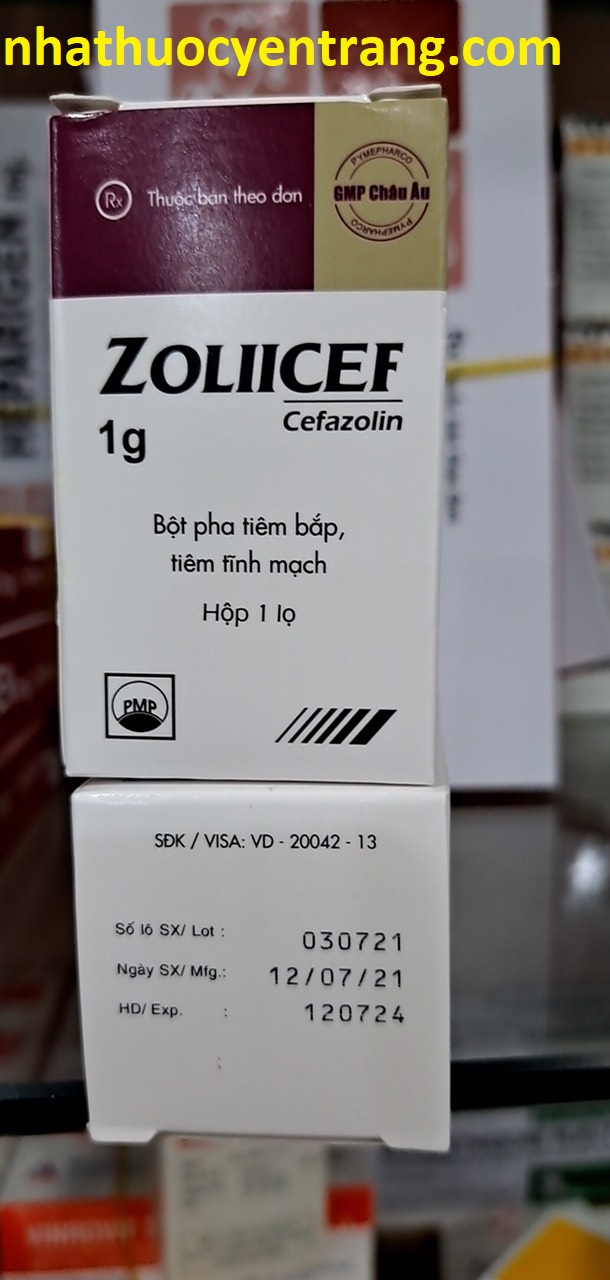 nhathuocyentrang.com
Rx Thuốc bán theo đơn
PYMEPHARCO
GMP Châu Âu
PYMEPHARCO
ZOLIICEF
Cefazolin
1g
Bột pha tiêm bắp,
tiêm tĩnh mạch
Hộp 1 lọ
PMP
SĐK / VISA: VD - 20042 - 13
Số lô SX/ Lot : 030721
Ngày SX/ Mfg.: 12/07/21
HD/ Exp. : 120724
: